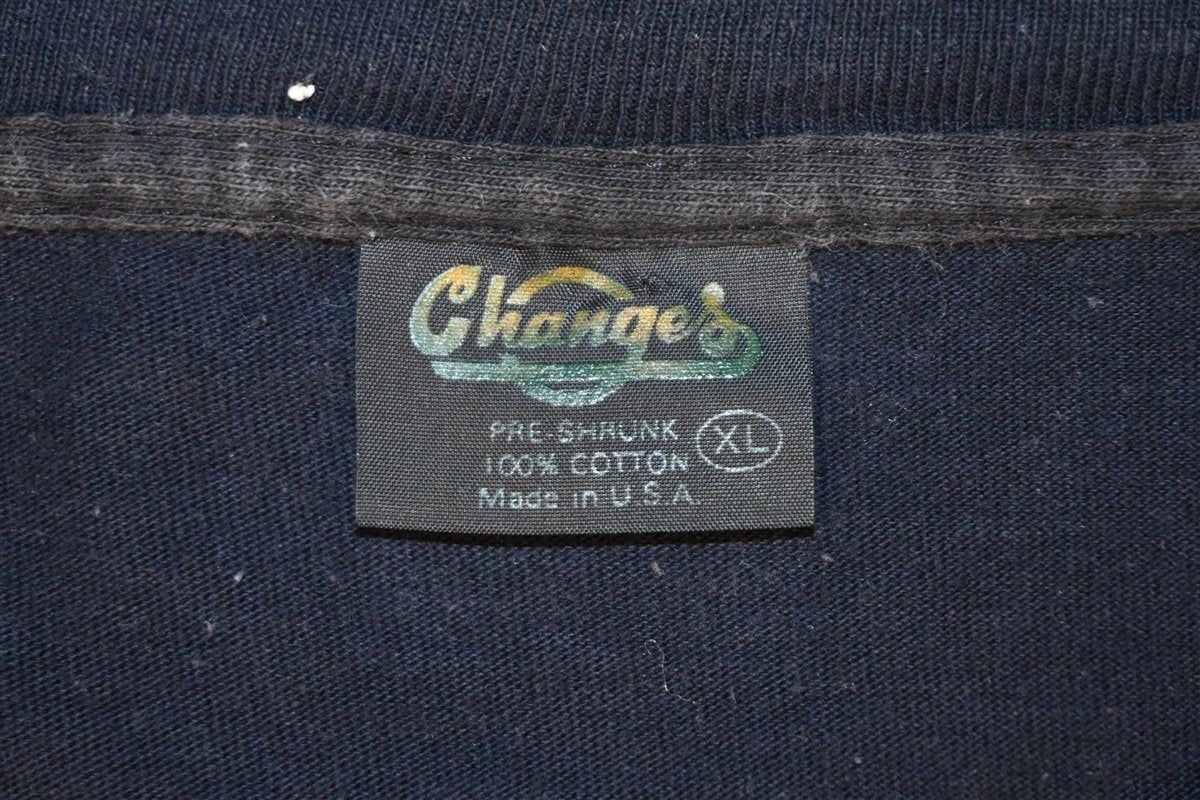 Changes
PRE-SHRUNK
100% COTTON
XL
Made in U.S.A.